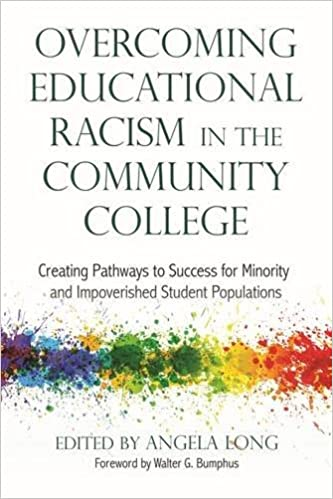 OVERCOMING
EDUCATIONAL
RACISM IN THE
COMMUNITY
COLLEGE
Creating Pathways to Success for Minority
and Impoverished Student Populations
EDITED BY ANGELA LONG
Foreword by Walter G. Bumphus